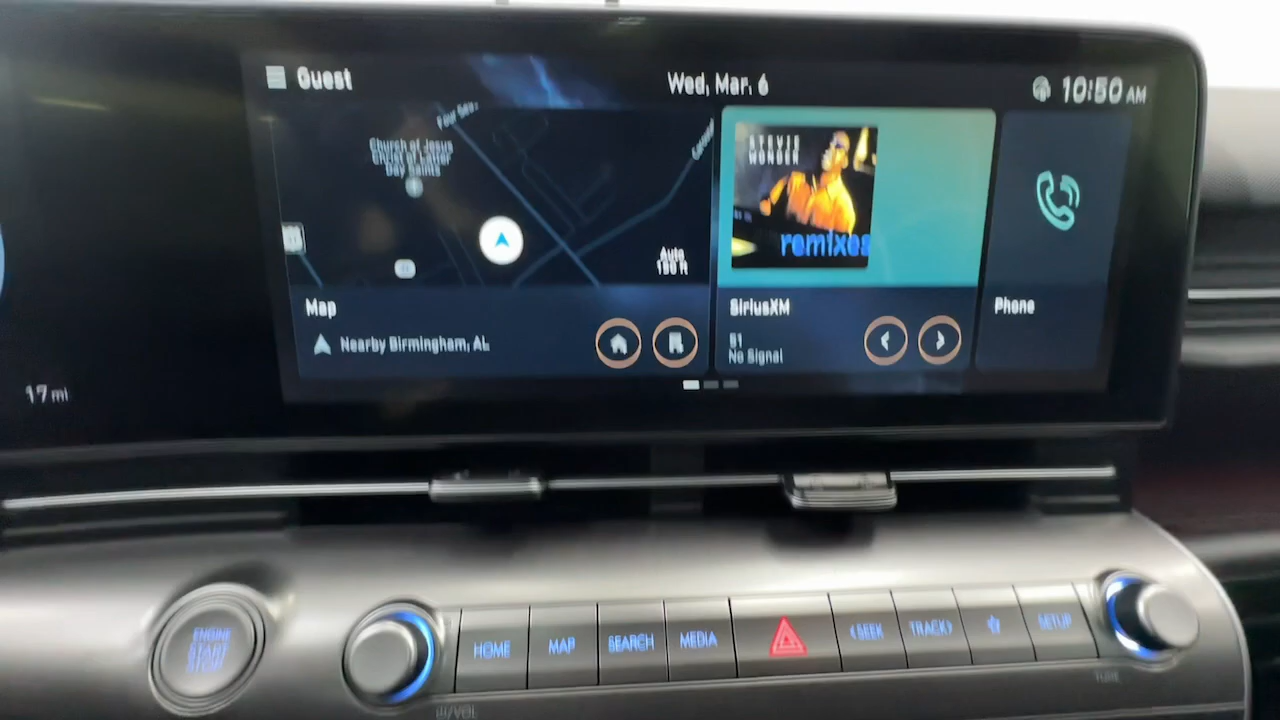 Guest
Wed, Mar. 6
10:50 AM
Church of Jesus
Christ of Latter
Day Saints
Auto
150 ft
STEVIE
WONDER
remixes
Map
Nearby Birmingham, AL
SiriusXM
No Signal
Phone
17 mi
ENGINE
START
STOP
HOME
MAP
SEARCH
MEDIA
SEEK
TRACK
SETUP
TUNE